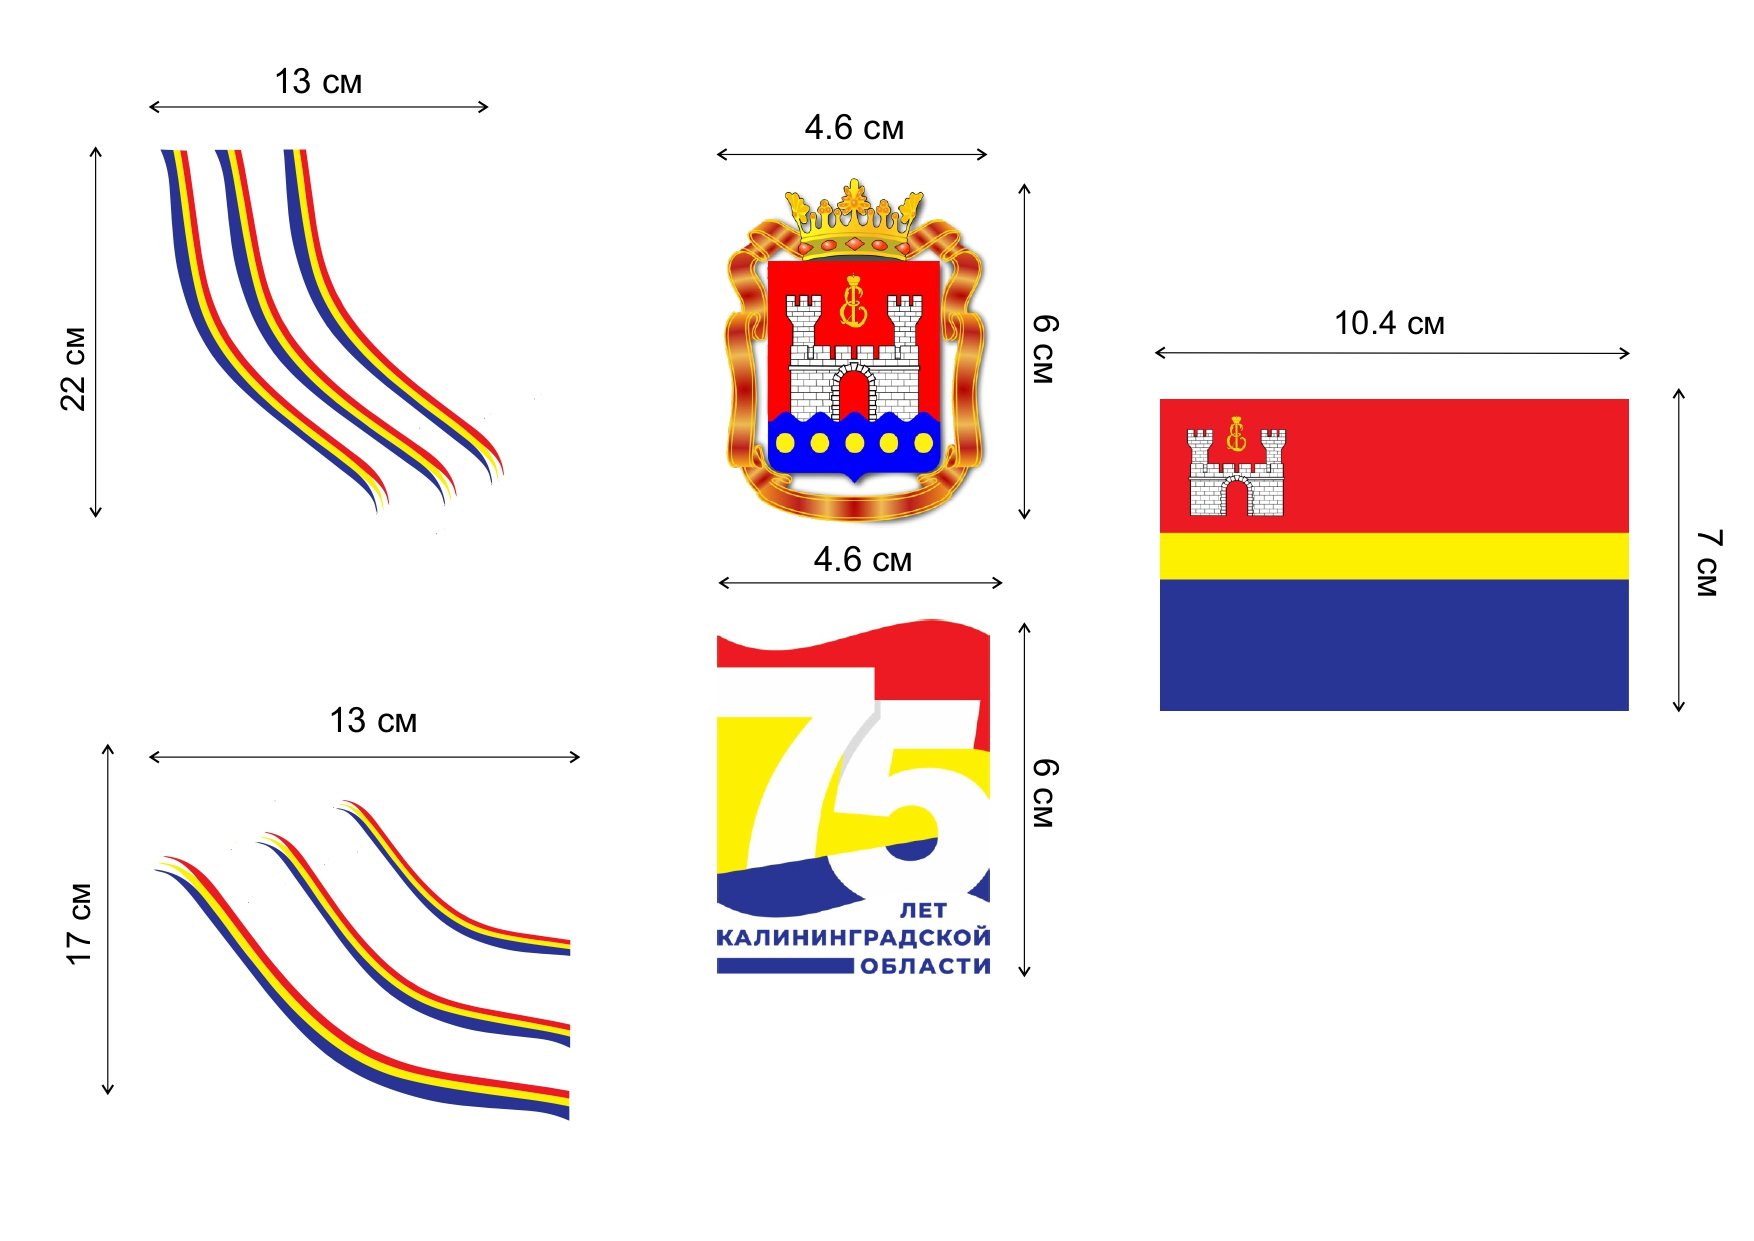 13 см
22 см
4.6 см
6 см
10.4 см
7 см
4.6 см
6 см
ЛЕТ
КАЛИНИНГРАДСКОЙ
ОБЛАСТИ
75
13 см
17 см